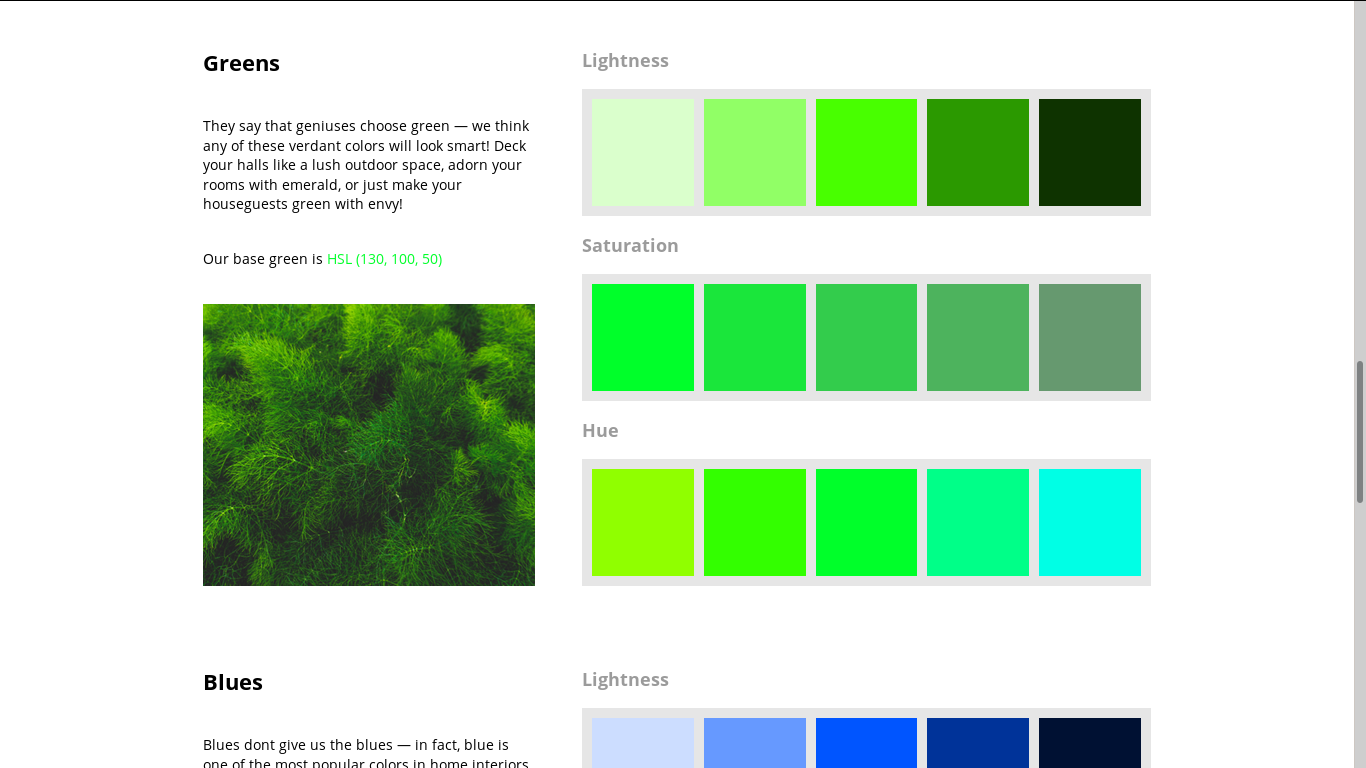 Greens
They say that geniuses choose green — we think
any of these verdant colors will look smart! Deck
your halls like a lush outdoor space, adorn your
rooms with emerald, or just make your
houseguests green with envy!
Our base green is HSL (130, 100, 50)
Lightness
Saturation
Hue
Blues
Blues dont give us the blues — in fact, blue is
one of the most popular colors in home interiors
Lightness